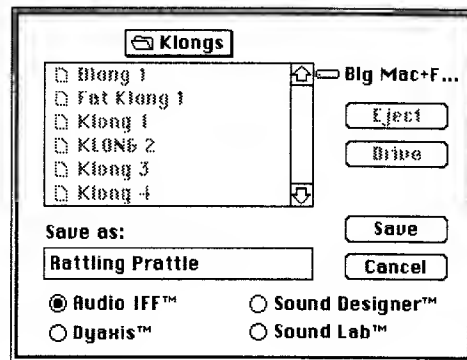 Klongs
Blong 1
Fat Klong 1
Klong 1
KLONG 2
Klong 3
Klong 4
Big Mac+F...
Eject
Drive
Save as:
Rattling Prattle
Save
Cancel
Audio IFF™
Sound Designer™
Dyaxis™
Sound Lab™